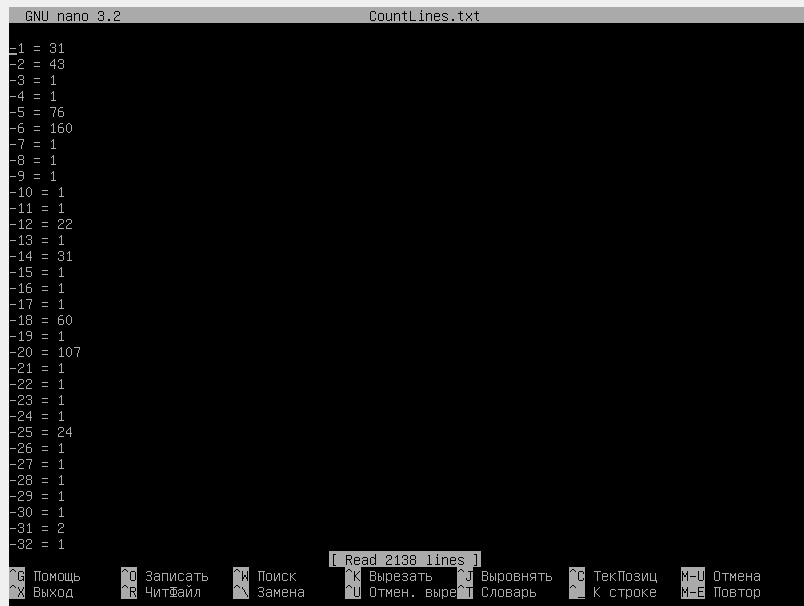 GNU nano 3.2 CountLines.txt
-1 = 31
-2 = 43
-3 = 1
-4 = 1
-5 = 76
-6 = 160
-7 = 1
-8 = 1
-9 = 1
-10 = 1
-11 = 1
-12 = 22
-13 = 1
-14 = 31
-15 = 1
-16 = 1
-17 = 1
-18 = 60
-19 = 1
-20 = 107
-21 = 1
-22 = 1
-23 = 1
-24 = 1
-25 = 24
-26 = 1
-27 = 1
-28 = 1
-29 = 1
-30 = 1
-31 = 2
-32 = 1
[ Read 2138 lines ]
^G Помощь ^O Записать ^W Поиск ^K Вырезать ^J Выровнять ^C ТекПозиц M-U Отмена
^X Выход ^R ЧитФайл ^\ Замена ^U Отмен. выре ^T Словарь ^_ К строке M-E Повтор